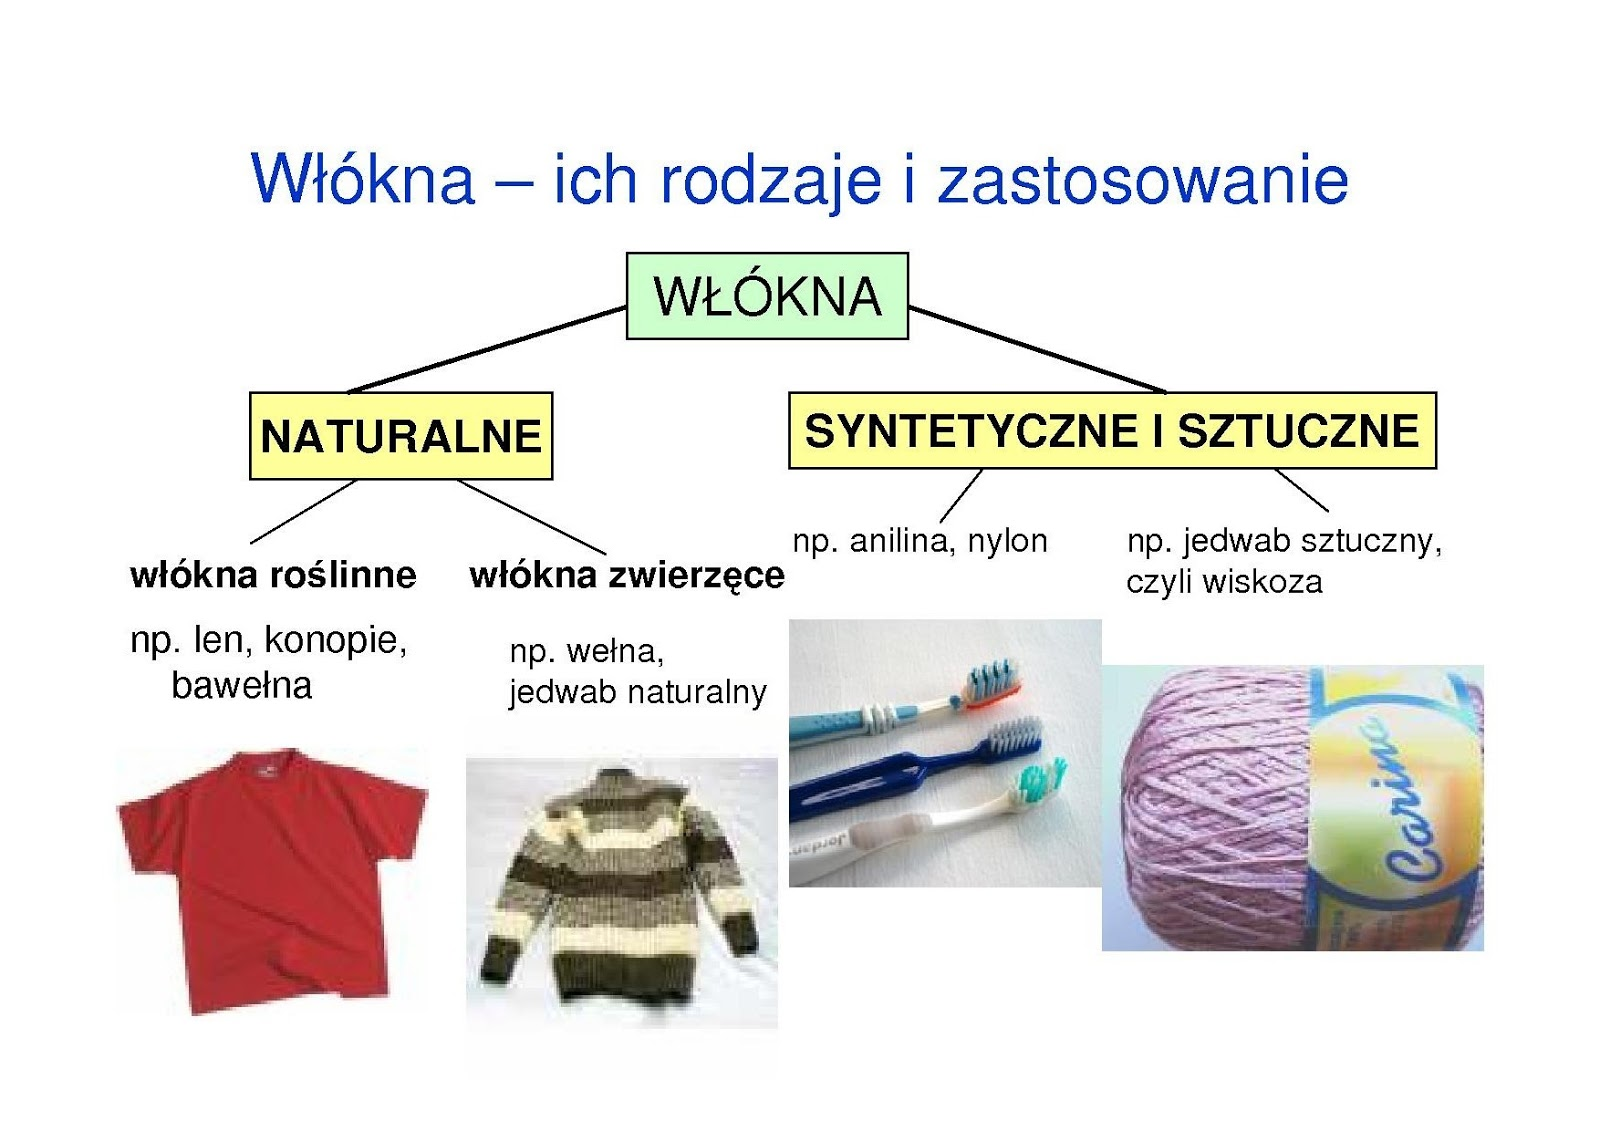 Włókna – ich rodzaje i zastosowanie
WŁÓKNA
NATURALNE
SYNTETYCZNE I SZTUCZNE
włókna roślinne
np. len, konopie,
bawełna
włókna zwierzęce
np. wełna,
jedwab naturalny
np. anilina, nylon
np. jedwab sztuczny,
czyli wiskoza
Jordan
Carina